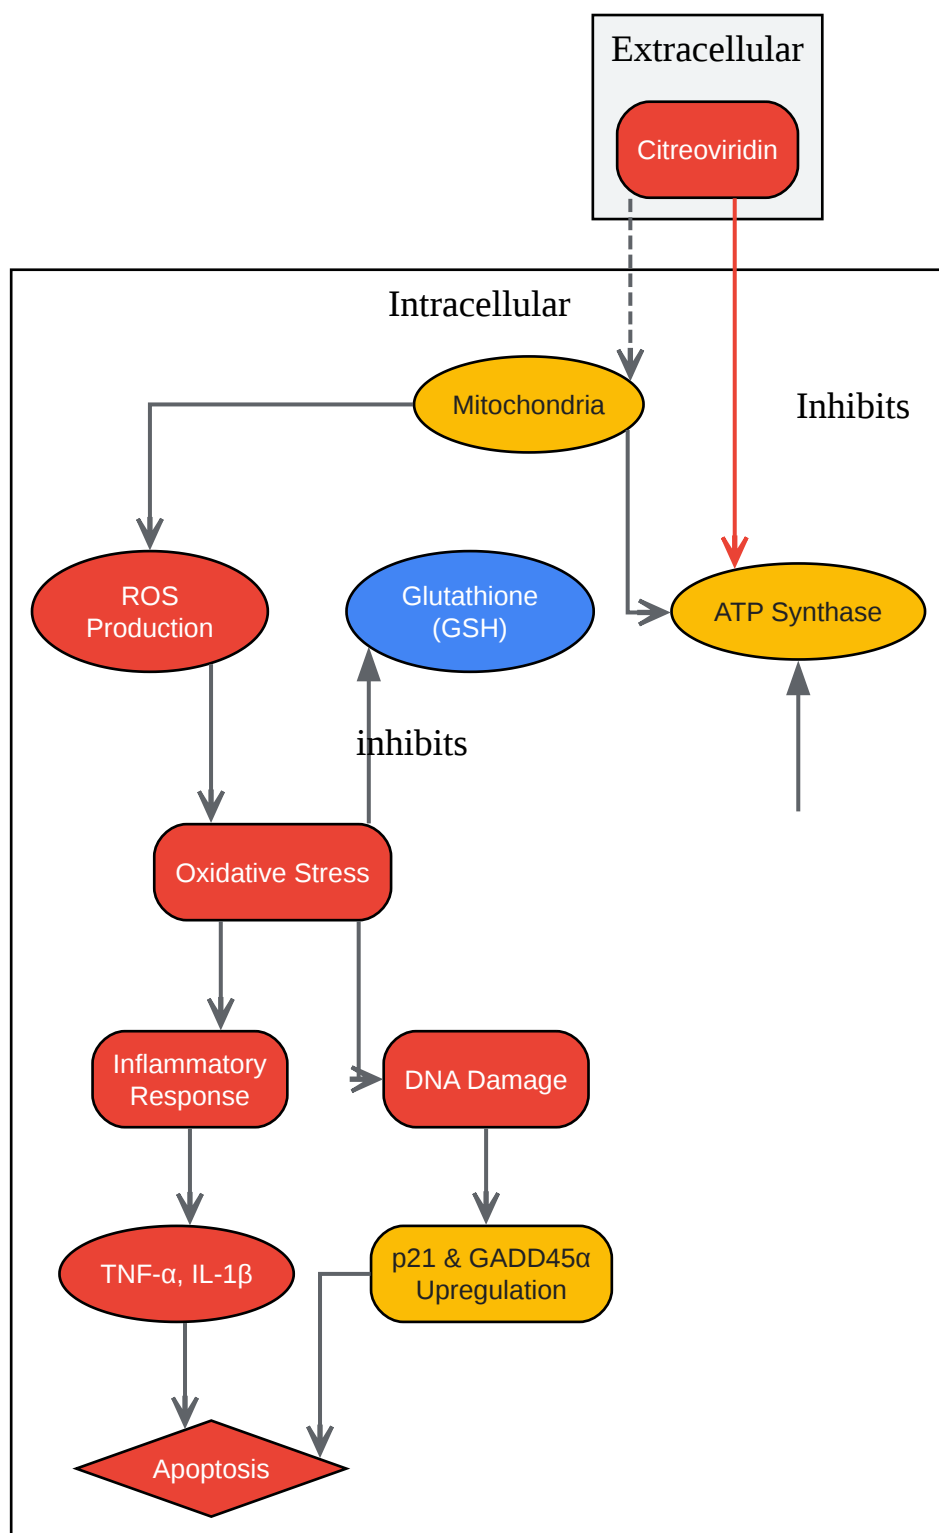 Extracellular
Citreoviridin
Intracellular
Mitochondria
Inhibits
ROS
Production
Glutathione
(GSH)
ATP Synthase
inhibits
Oxidative Stress
Inflammatory
Response
DNA Damage
TNF-α, IL-1β
p21 & GADD45α
Upregulation
Apoptosis